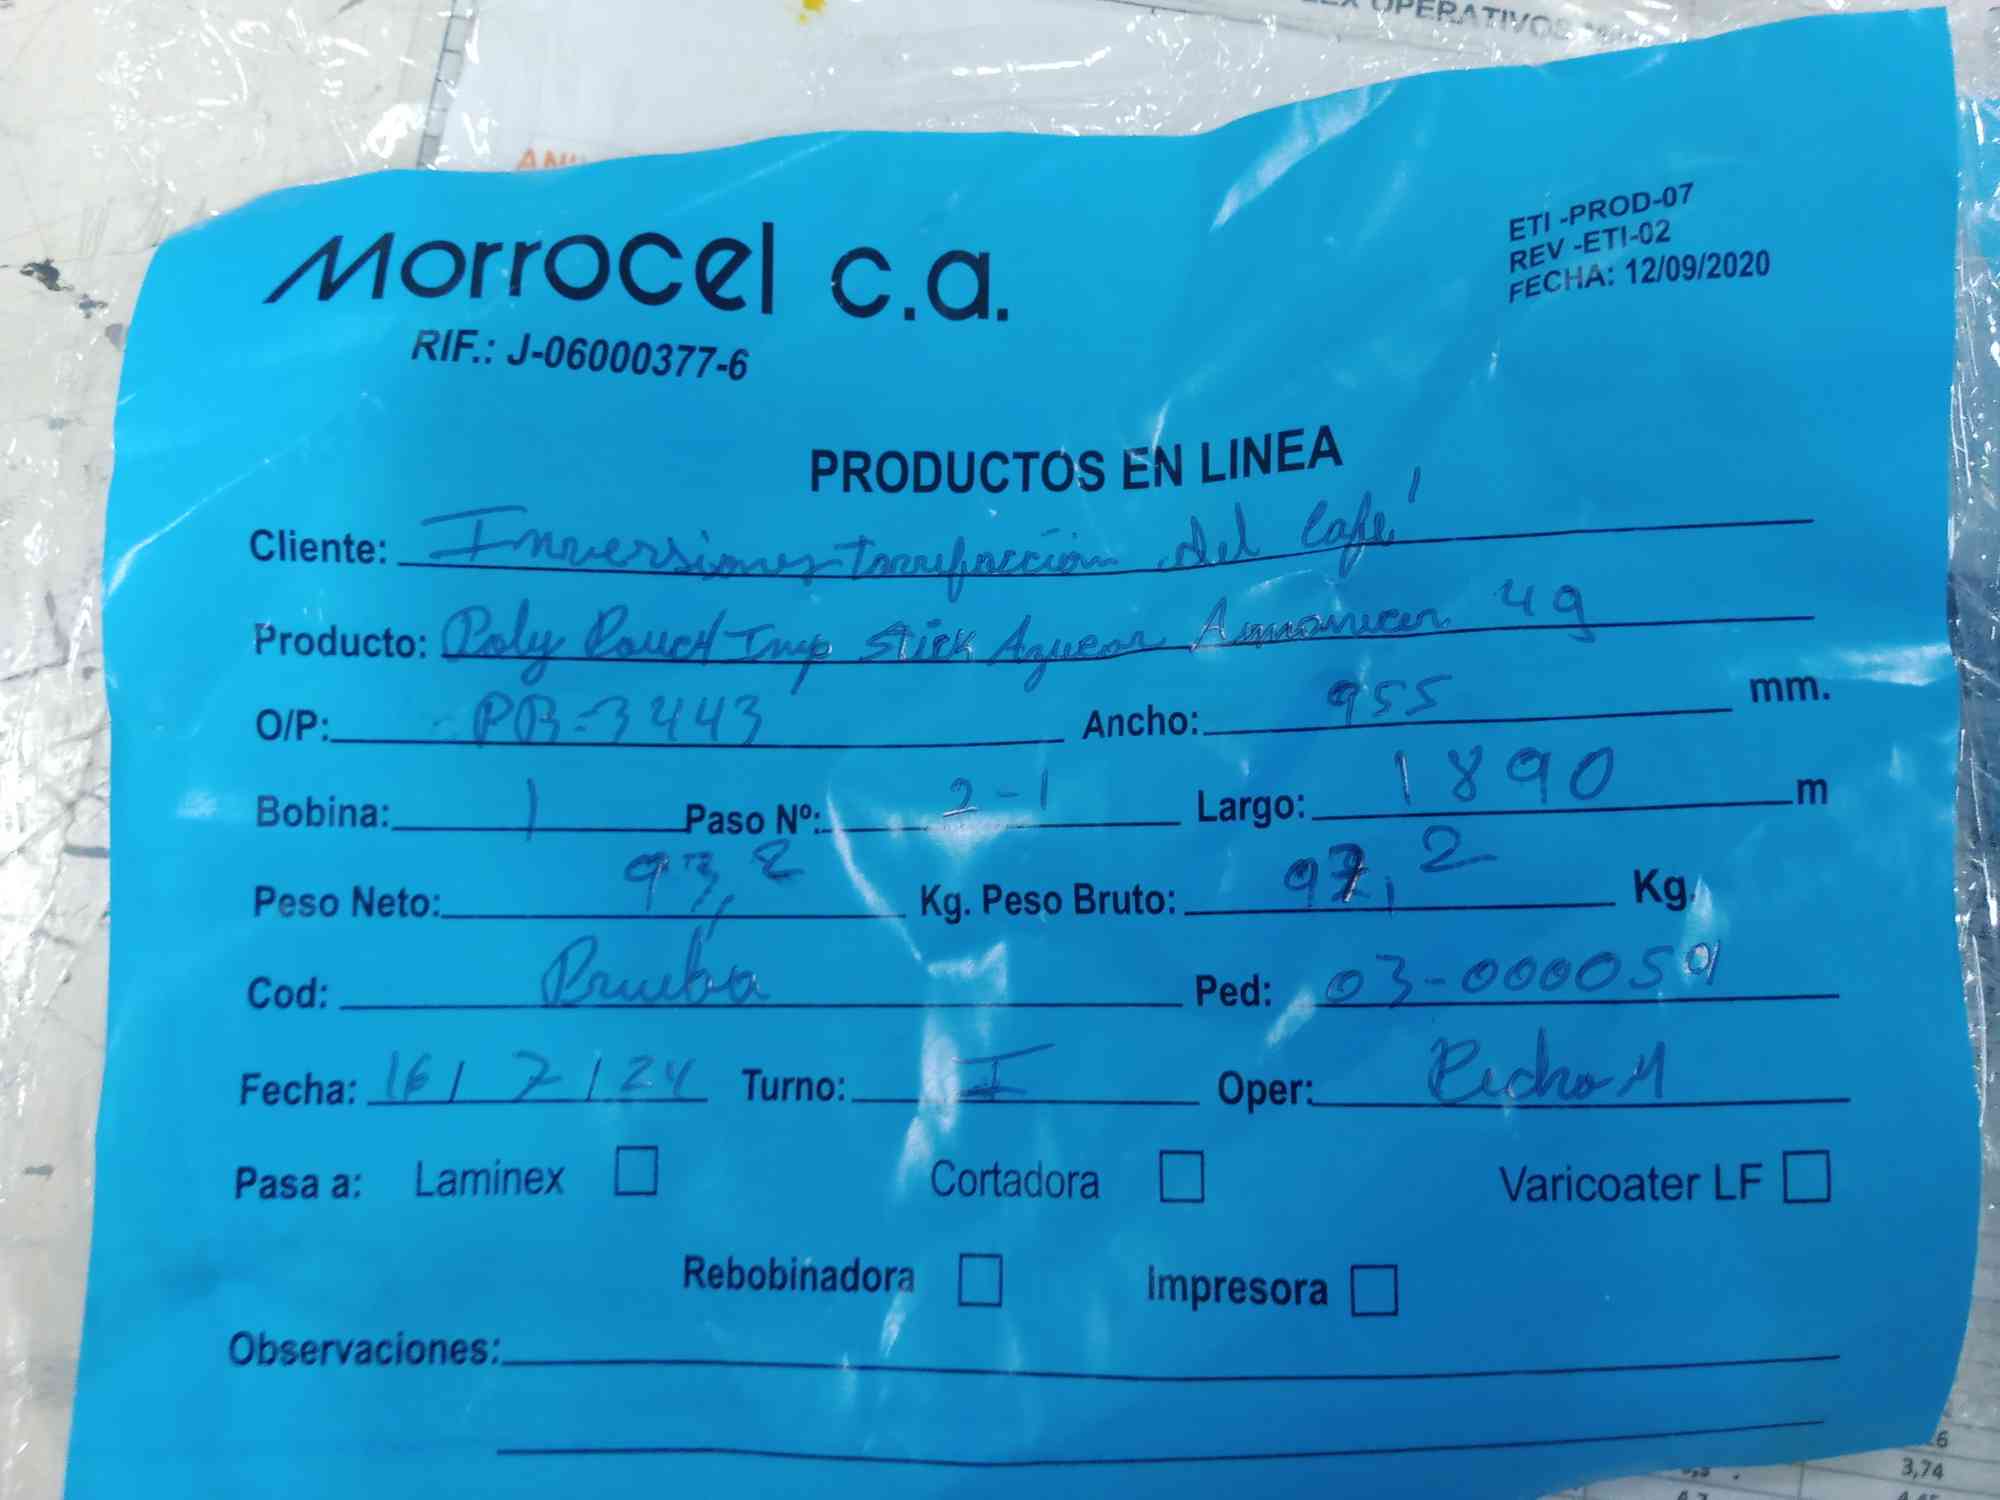 EX OPERATIVOS
Morrocel c.a.
RIF.: J-06000377-6
ETI -PROD-07
REV -ETI-02
FECHA: 12/09/2020
PRODUCTOS EN LINEA
Cliente: Inversiones Torrefacción del Café
Producto: Poly Pouch Imp Stick Azucar Amanecer 4g
O/P: PB-3443 Ancho: 955 mm.
Bobina: 1 Paso Nº: 2-1 Largo: 1890 m
Peso Neto: 93,2 Kg. Peso Bruto: 97,2 Kg.
Cod: Prueba Ped: 03-000059
Fecha: 16/7/24 Turno: I Oper: Pedro M
Pasa a: Laminex Cortadora Varicoater LF
Rebobinadora Impresora
Observaciones:
3,74